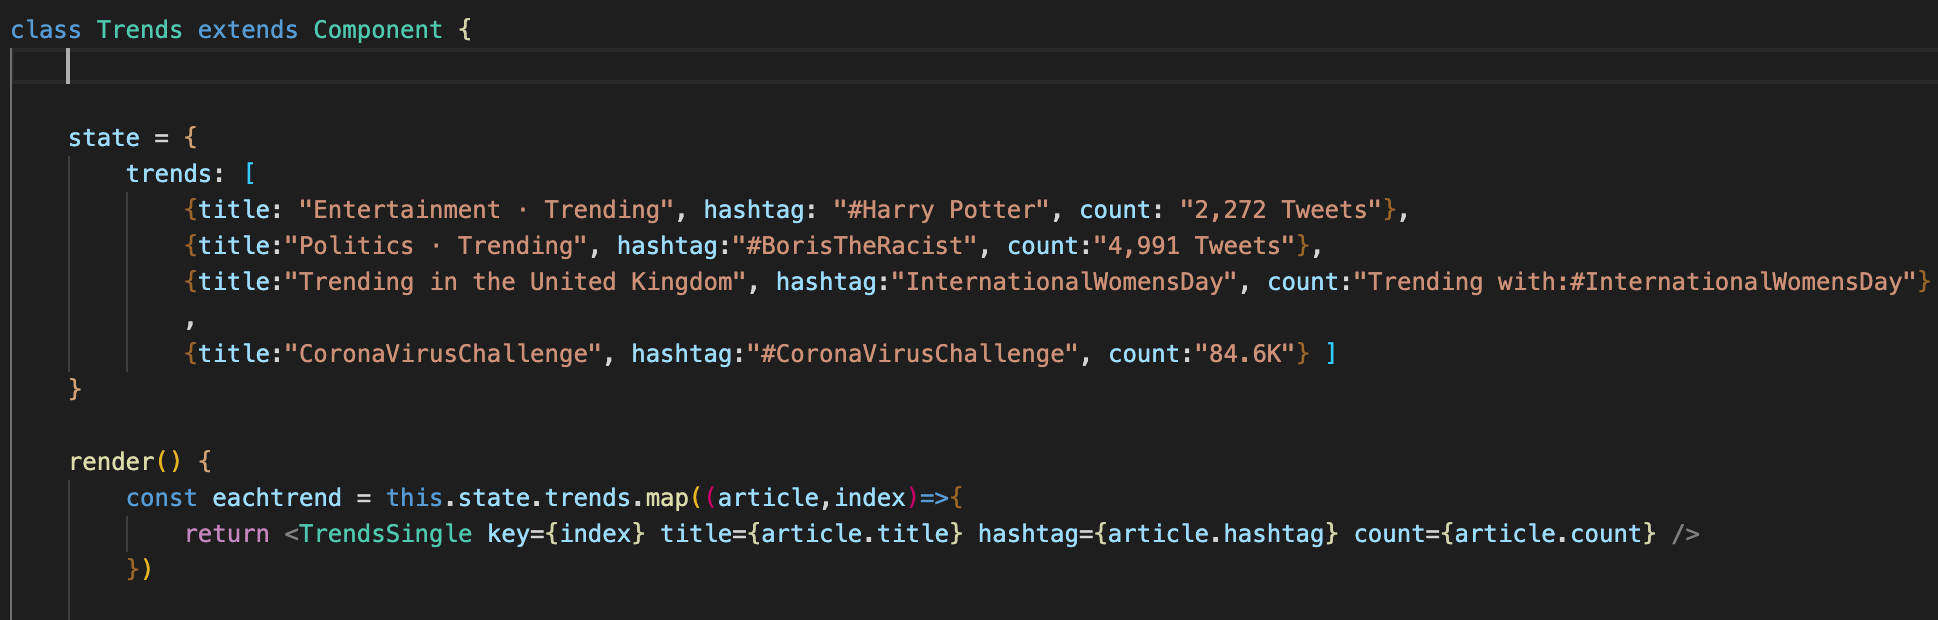 class Trends extends Component {
state = {
trends: [
{title: "Entertainment · Trending", hashtag: "#Harry Potter", count: "2,272 Tweets"},
{title:"Politics · Trending", hashtag:"#BorisTheRacist", count:"4,991 Tweets"},
{title:"Trending in the United Kingdom", hashtag:"InternationalWomensDay", count:"Trending with:#InternationalWomensDay"}
,
{title:"CoronaVirusChallenge", hashtag:"#CoronaVirusChallenge", count:"84.6K"} ]
}
render() {
const eachtrend = this.state.trends.map((article,index)=>{
return <TrendsSingle key={index} title={article.title} hashtag={article.hashtag} count={article.count} />
})